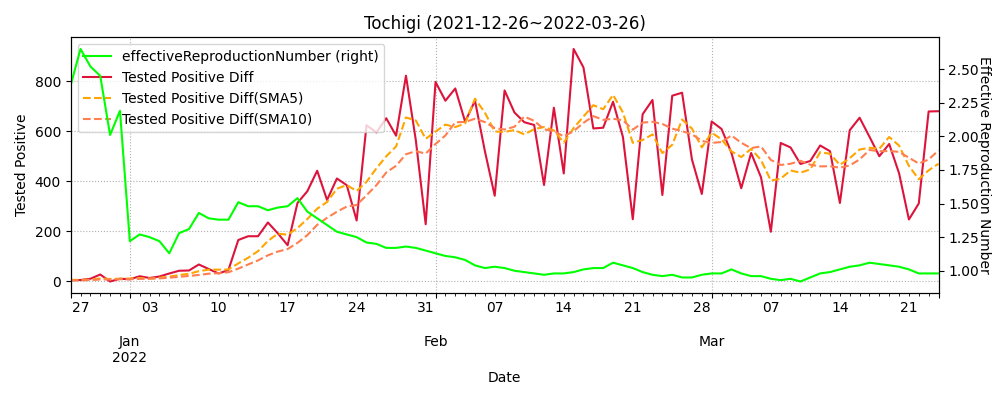 Tochigi (2021-12-26~2022-03-26)
effectiveReproductionNumber (right)
Tested Positive Diff
Tested Positive Diff(SMA5)
Tested Positive Diff(SMA10)
Tested Positive
800
600
400
200
0
Effective Reproduction Number
2.50
2.25
2.00
1.75
1.50
1.25
1.00
27 03 10 17 24 31 07 14 21 28 07 14 21
Jan Feb Mar
2022
Date